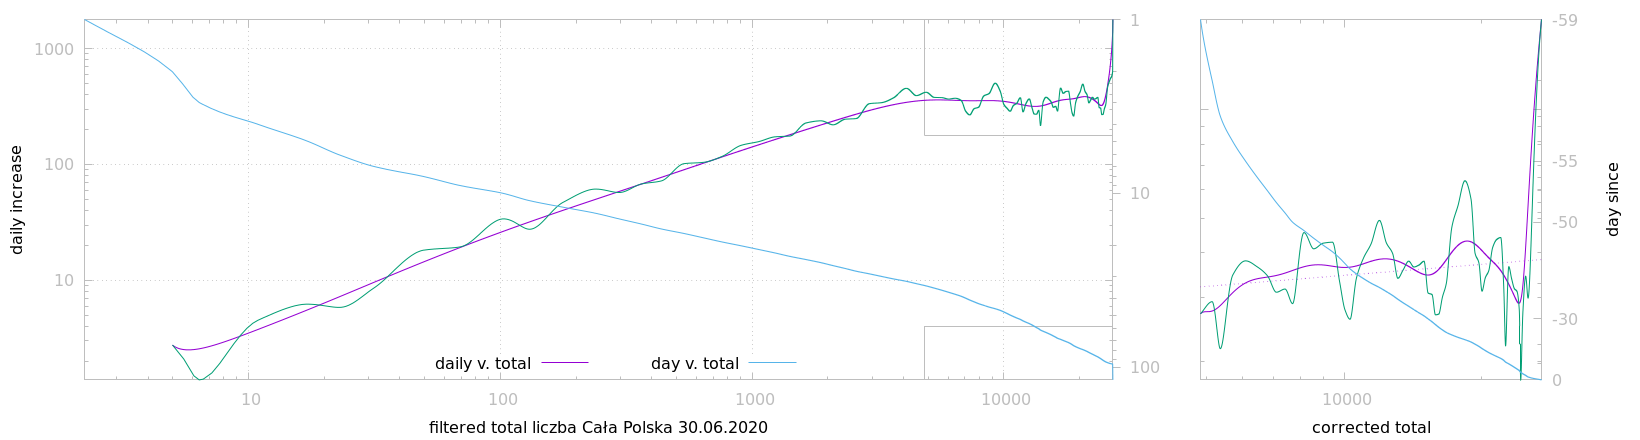 daily increase
1000
100
10
10
100
1000
10000
1
10
100
daily v. total
day v. total
filtered total liczba Cała Polska 30.06.2020
-59
-55
-50
-30
0
10000
day since
corrected total